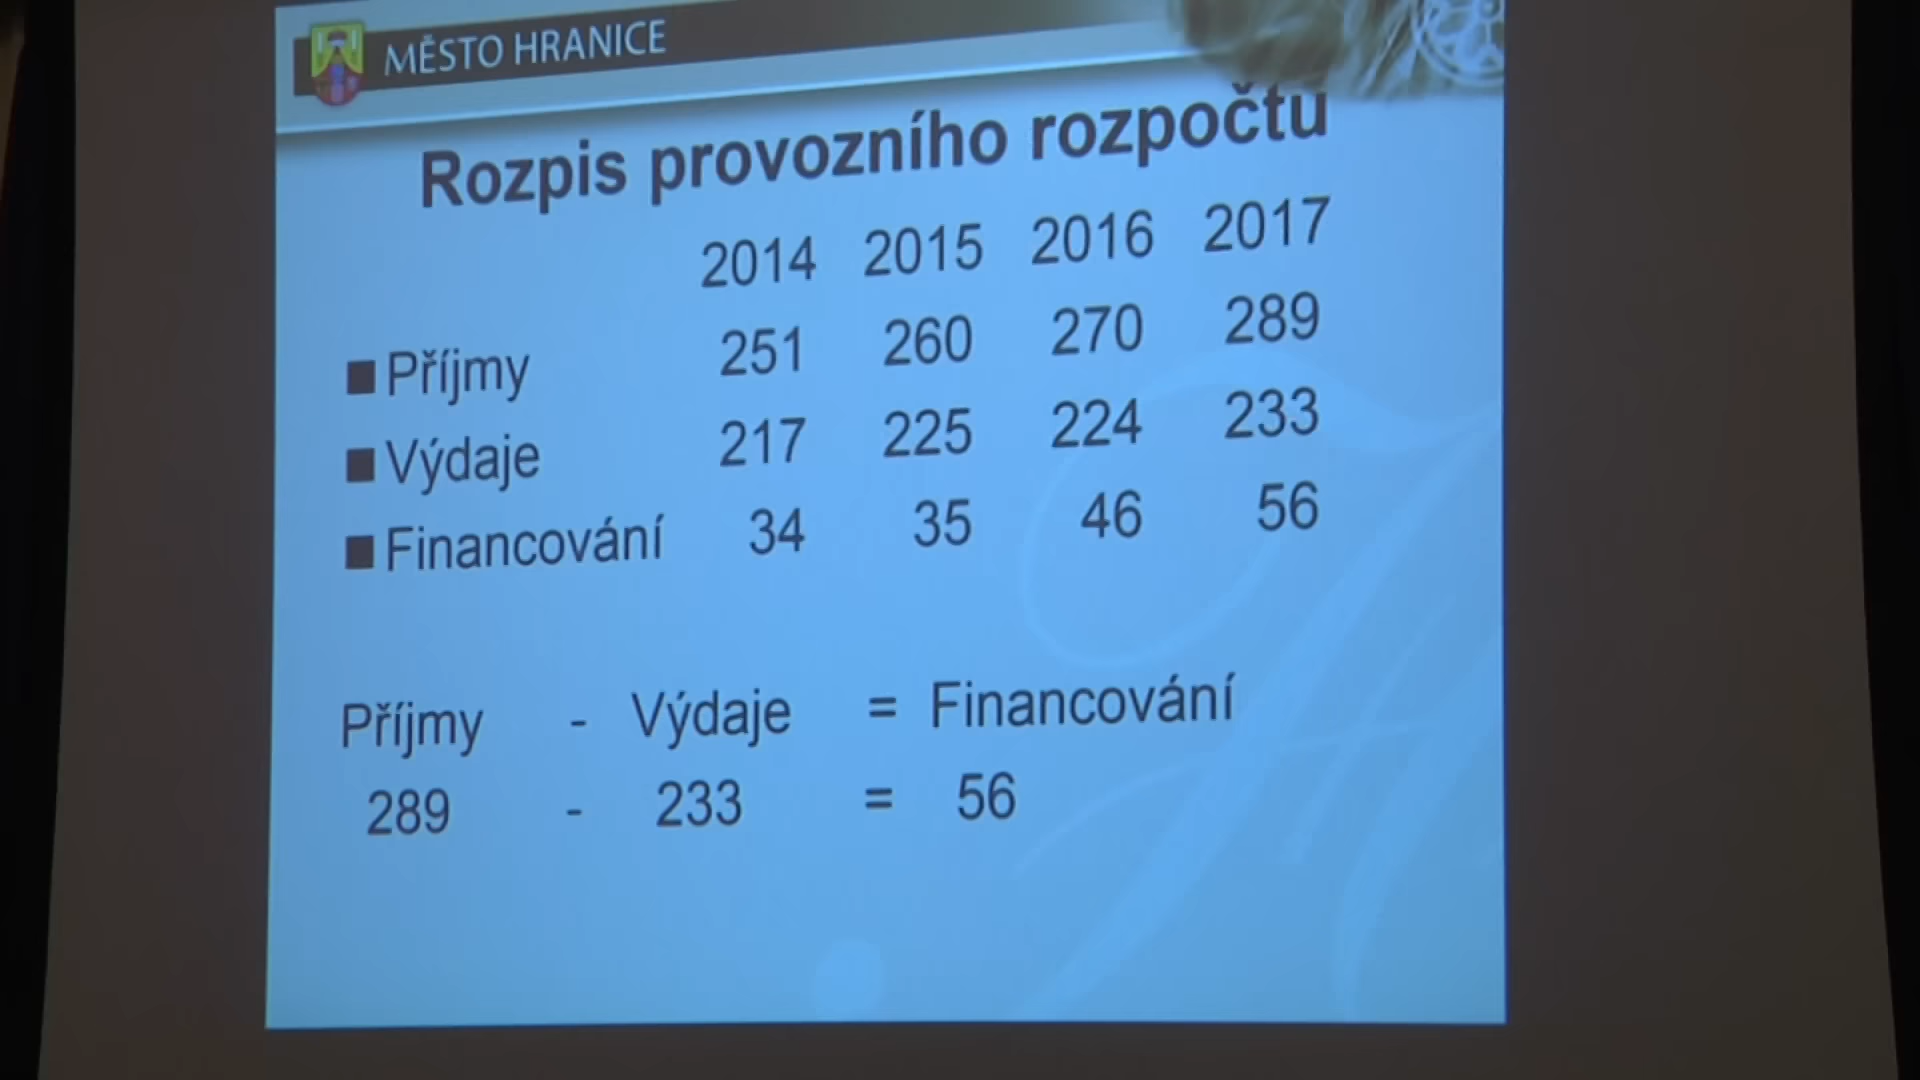 MĚSTO HRANICE
Rozpis provozního rozpočtu
2014 2015 2016 2017
Příjmy 251 260 270 289
Výdaje 217 225 224 233
Financování 34 35 46 56
Příjmy - Výdaje = Financování
289 - 233 = 56